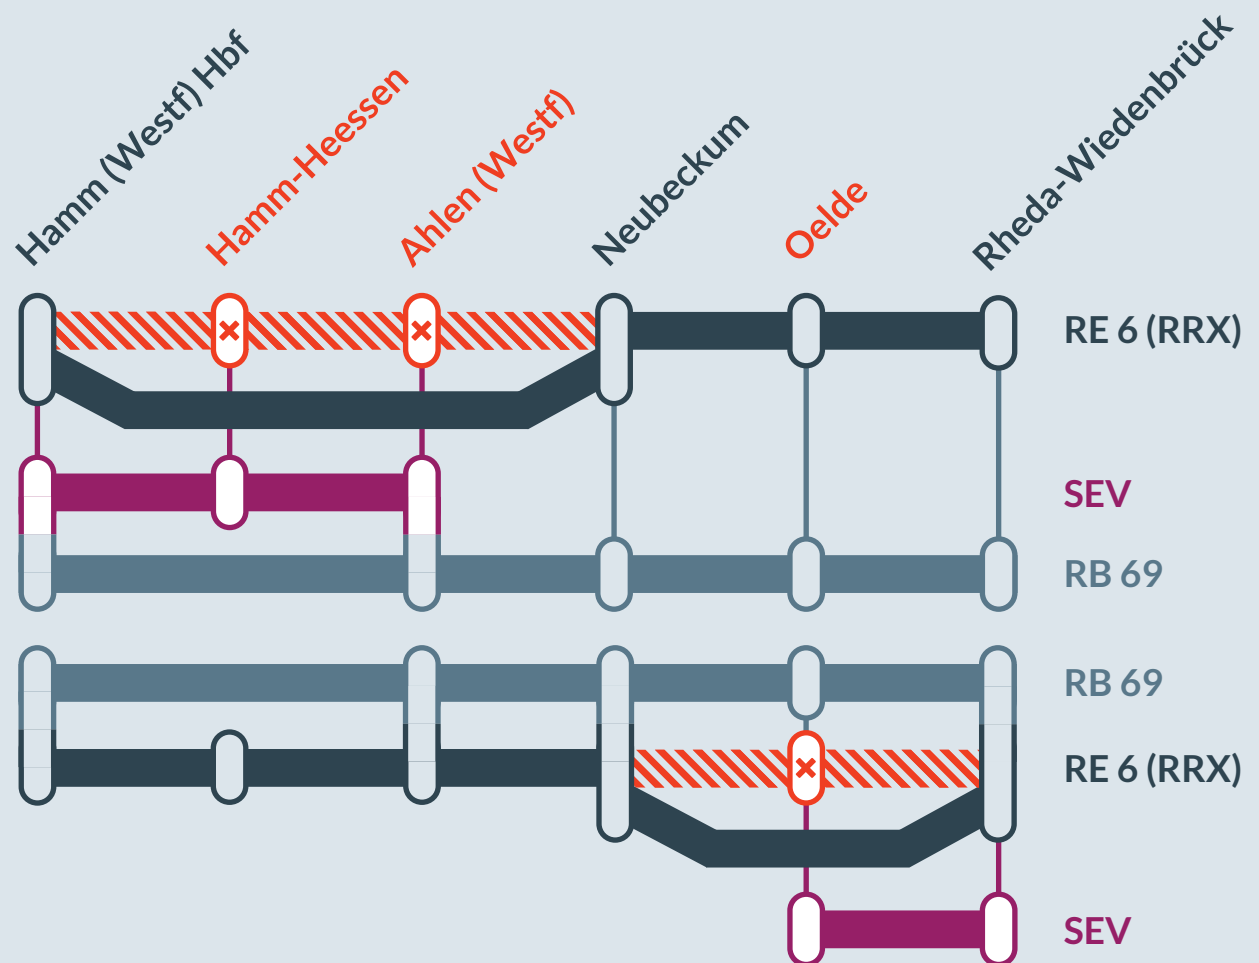 Hamm (Westf) Hbf
Hamm-Heessen
Ahlen (Westf)
Neubeckum
Oelde
Rheda-Wiedenbrück
RE 6 (RRX)
SEV
RB 69
RB 69
RE 6 (RRX)
SEV